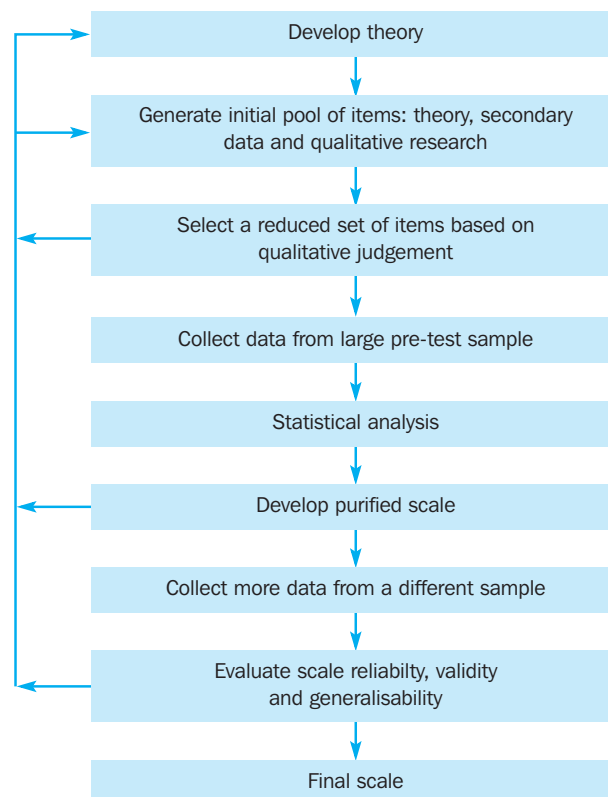 Develop theory
Generate initial pool of items: theory, secondary
data and qualitative research
Select a reduced set of items based on
qualitative judgement
Collect data from large pre-test sample
Statistical analysis
Develop purified scale
Collect more data from a different sample
Evaluate scale reliabilty, validity
and generalisability
Final scale